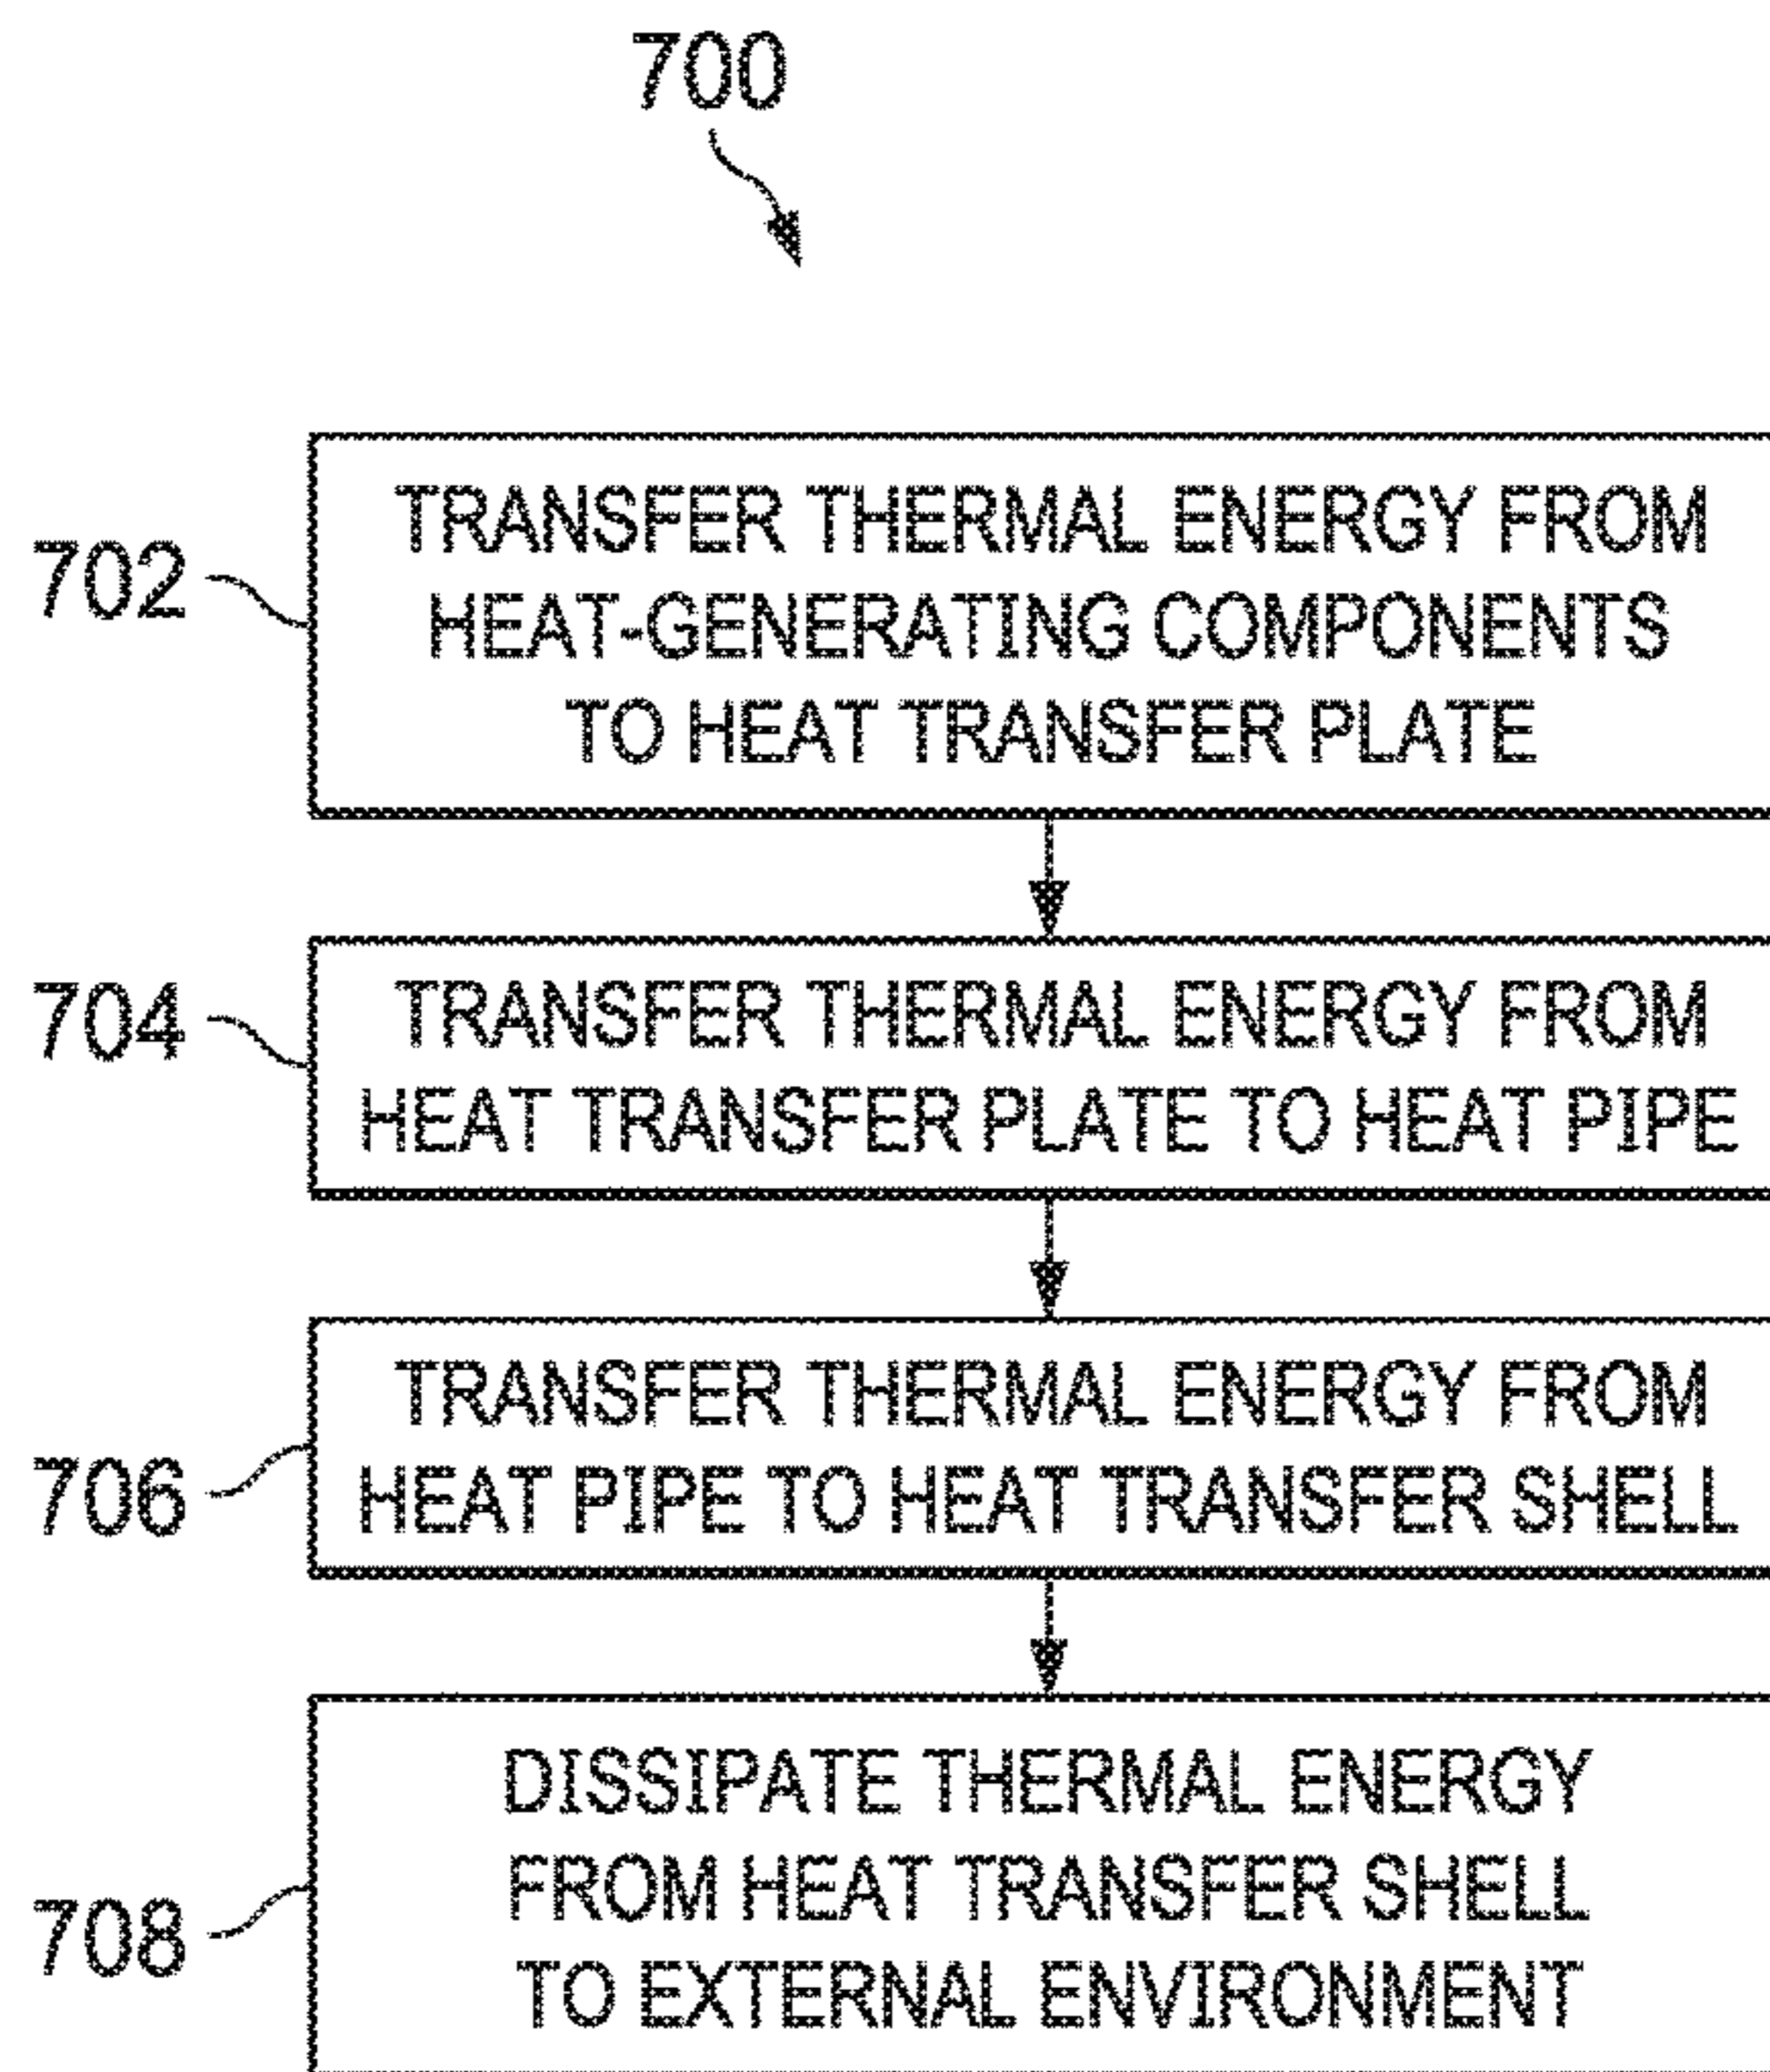 700
702
TRANSFER THERMAL ENERGY FROM
HEAT-GENERATING COMPONENTS
TO HEAT TRANSFER PLATE
704
TRANSFER THERMAL ENERGY FROM
HEAT TRANSFER PLATE TO HEAT PIPE
706
TRANSFER THERMAL ENERGY FROM
HEAT PIPE TO HEAT TRANSFER SHELL
708
DISSIPATE THERMAL ENERGY
FROM HEAT TRANSFER SHELL
TO EXTERNAL ENVIRONMENT